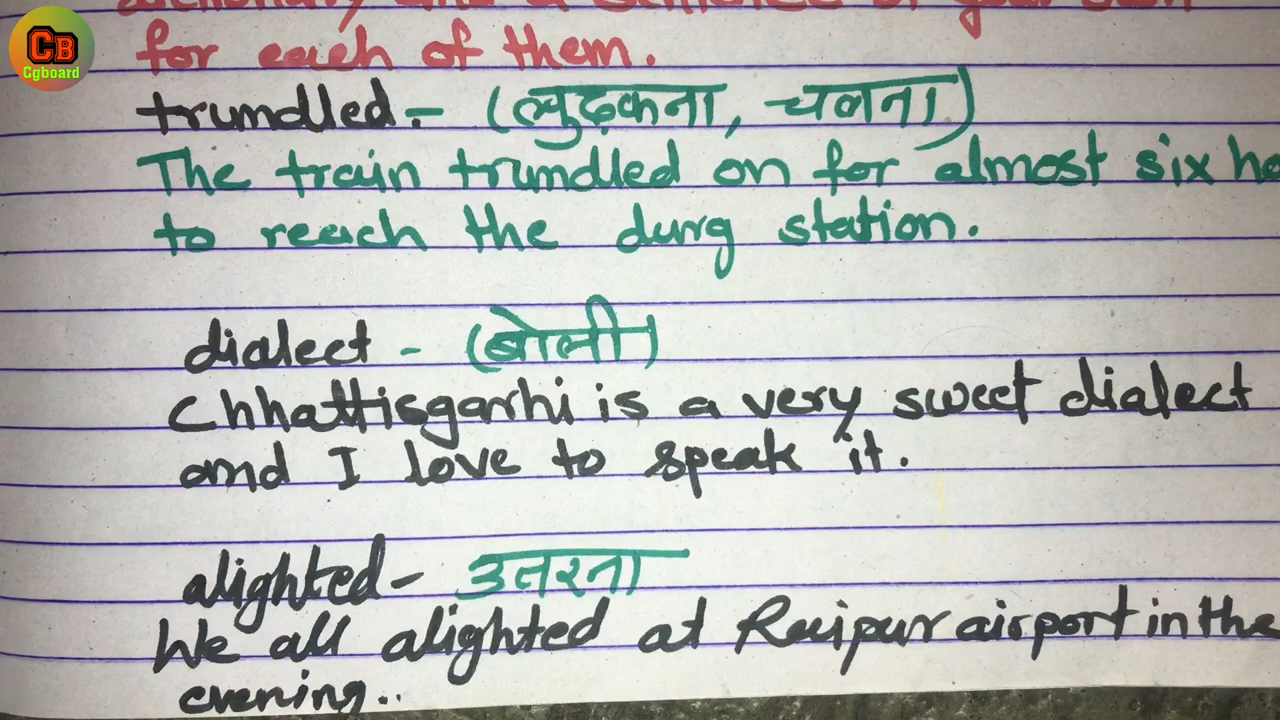 CB
Cgboard
for each of them.
trundled :- (लुढ़कना, चलना)
The train trundled on for almost six
to reach the durg station.
dialect - (बोली)
Chhattisgarhi is a very sweet dialect
and I love to speak it.
alighted - उतरना
We all alighted at Raipur airport in the
evening..